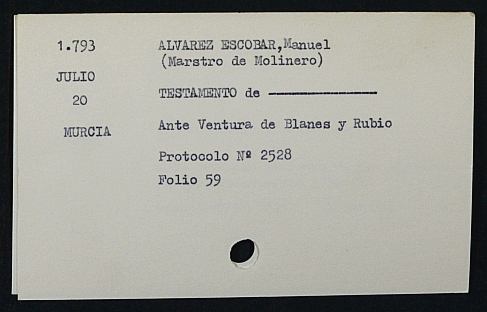 1.793 ALVAREZ ESCOBAR,Manuel
(Marstro de Molinero)
JULIO
20 TESTAMENTO de ————————
MURCIA Ante Ventura de Blanes y Rubio
Protocolo Nº 2528
Folio 59